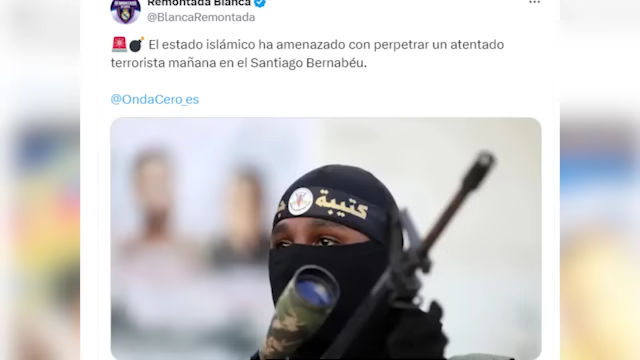 Remontada Blanca
@BlancaRemontada
🚨💣 El estado islámico ha amenazado con perpetrar un atentado
terrorista mañana en el Santiago Bernabéu.
@OndaCero_es
كتيبة